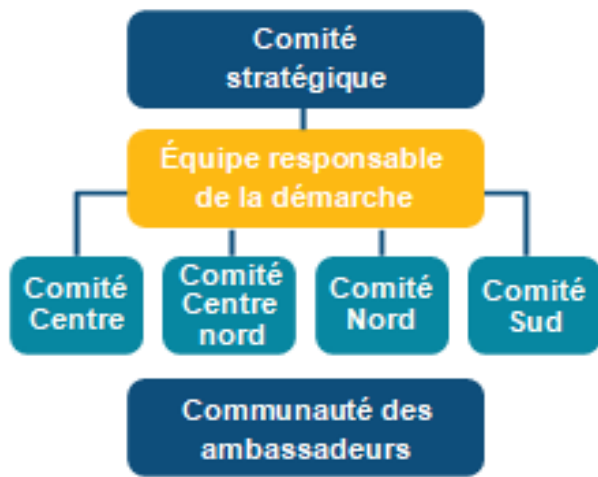 Comité
stratégique
Équipe responsable
de la démarche
Comité
Centre
Comité
Centre
nord
Comité
Nord
Comité
Sud
Communauté des
ambassadeurs